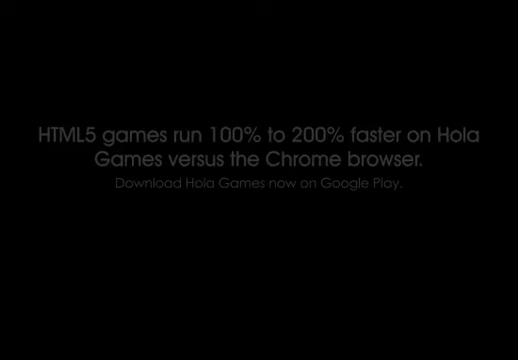 HTML5 games run 100% to 200% faster on Hola
Games versus the Chrome browser.
Download Hola Games now on Google Play.